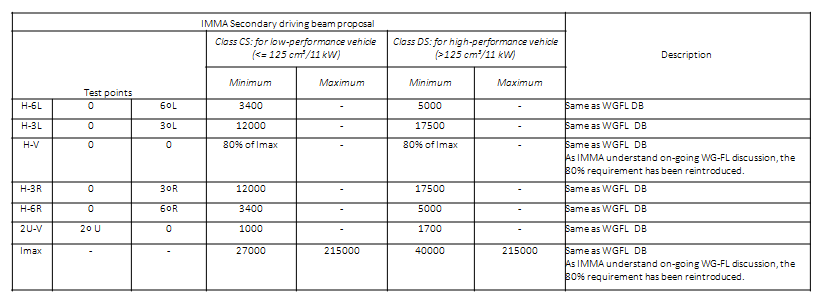 IMMA Secondary driving beam proposal
Test points
Class CS: for low-performance vehicle
(<= 125 cm³/11 kW)
Class DS: for high-performance vehicle
(>125 cm³/11 kW)
Description
Minimum
Maximum
Minimum
Maximum
H-6L 0 6oL 3400 - 5000 - Same as WGFL DB
H-3L 0 3oL 12000 - 17500 - Same as WGFL DB
H-V 0 0 80% of Imax - 80% of Imax - Same as WGFL DB
As IMMA understand on-going WG-FL discussion, the
80% requirement has been reintroduced.
H-3R 0 3oR 12000 - 17500 - Same as WGFL DB
H-6R 0 6oR 3400 - 5000 - Same as WGFL DB
2U-V 2o U 0 1000 - 1700 - Same as WGFL DB
Imax - - 27000 215000 40000 215000 Same as WGFL DB
As IMMA understand on-going WG-FL discussion, the
80% requirement has been reintroduced.